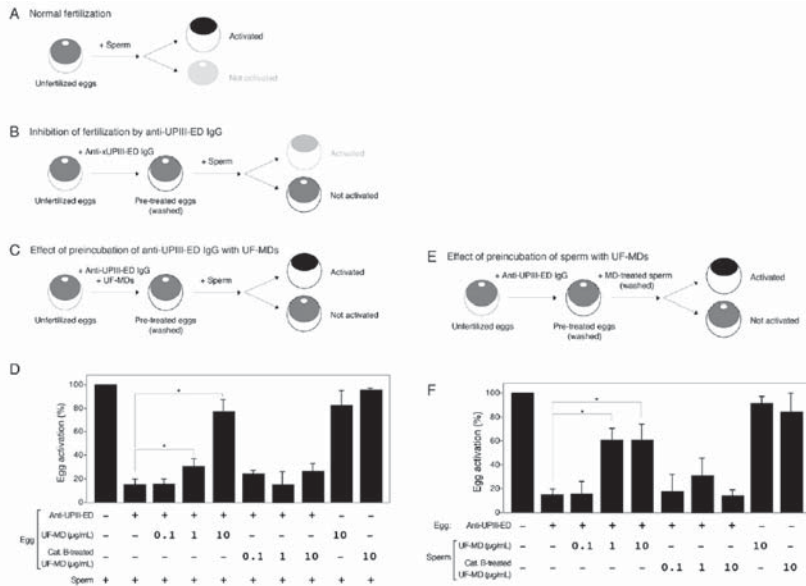 A Normal fertilization
+ Sperm
Activated
Unfertilized eggs
Not activated
B Inhibition of fertilization by anti-UPIII-ED IgG
+ Anti-xUPIII-ED IgG
+ Sperm
Activated
Unfertilized eggs
Pre-treated eggs
(washed)
Not activated
C Effect of preincubation of anti-UPIII-ED IgG with UF-MDs
+ Anti-UPIII-ED IgG
+ UF-MDs
+ Sperm
Activated
Unfertilized eggs
Pre-treated eggs
(washed)
Not activated
D
Egg activation (%)
100
80
60
40
20
0
*
*
Egg
Anti-UPIII-ED - + + + + + + + - -
UF-MD (µg/mL) 0.1 1 10 10
Cat. B-treated
UF-MD (µg/mL) 0.1 1 10 10
Sperm + + + + + + + + + +
E Effect of preincubation of sperm with UF-MDs
+ Anti-UPIII-ED IgG
+ MD-treated sperm
(washed)
Activated
Unfertilized eggs
Pre-treated eggs
(washed)
Not activated
F
Egg activation (%)
100
80
60
40
20
0
*
*
Egg: Anti-UPIII-ED - + + + + + + + - -
Sperm
UF-MD (µg/mL) - - 0.1 1 10 - - - 10 -
Cat. B-treated
UF-MD (µg/mL) - - - - - 0.1 1 10 - 10